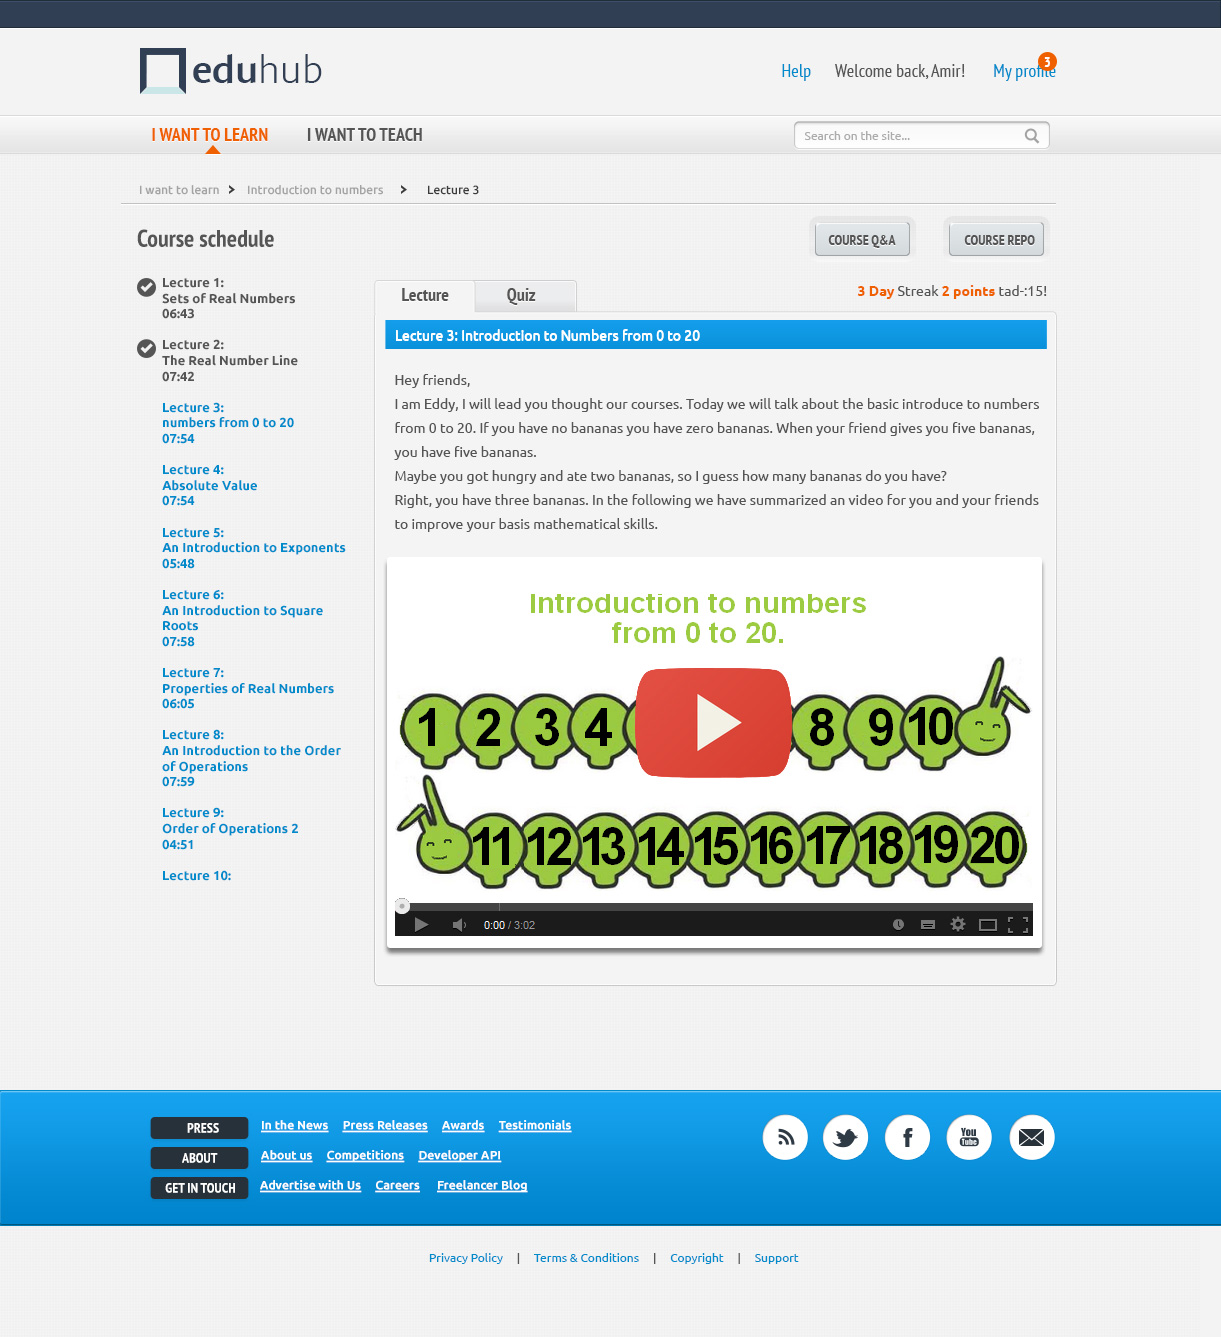 eduhub
Help Welcome back, Amir! My profile 3
I WANT TO LEARN I WANT TO TEACH Search on the site...
I want to learn > Introduction to numbers > Lecture 3
Course schedule
COURSE Q&A COURSE REPO
Lecture 1:
Sets of Real Numbers
06:43
Lecture 2:
The Real Number Line
07:42
Lecture 3:
numbers from 0 to 20
07:54
Lecture 4:
Absolute Value
07:54
Lecture 5:
An Introduction to Exponents
05:48
Lecture 6:
An Introduction to Square
Roots
07:58
Lecture 7:
Properties of Real Numbers
06:05
Lecture 8:
An Introduction to the Order
of Operations
07:59
Lecture 9:
Order of Operations 2
04:51
Lecture 10:
Lecture Quiz
3 Day Streak 2 points tad-:15!
Lecture 3: Introduction to Numbers from 0 to 20
Hey friends,
I am Eddy, I will lead you thought our courses. Today we will talk about the basic introduce to numbers
from 0 to 20. If you have no bananas you have zero bananas. When your friend gives you five bananas,
you have five bananas.
Maybe you got hungry and ate two bananas, so I guess how many bananas do you have?
Right, you have three bananas. In the following we have summarized an video for you and your friends
to improve your basis mathematical skills.
Introduction to numbers
from 0 to 20.
1 2 3 4 8 9 10
11 12 13 14 15 16 17 18 19 20
0:00 / 3:02
PRESS In the News Press Releases Awards Testimonials
ABOUT About us Competitions Developer API
GET IN TOUCH Advertise with Us Careers Freelancer Blog
f You Tube
Privacy Policy | Terms & Conditions | Copyright | Support